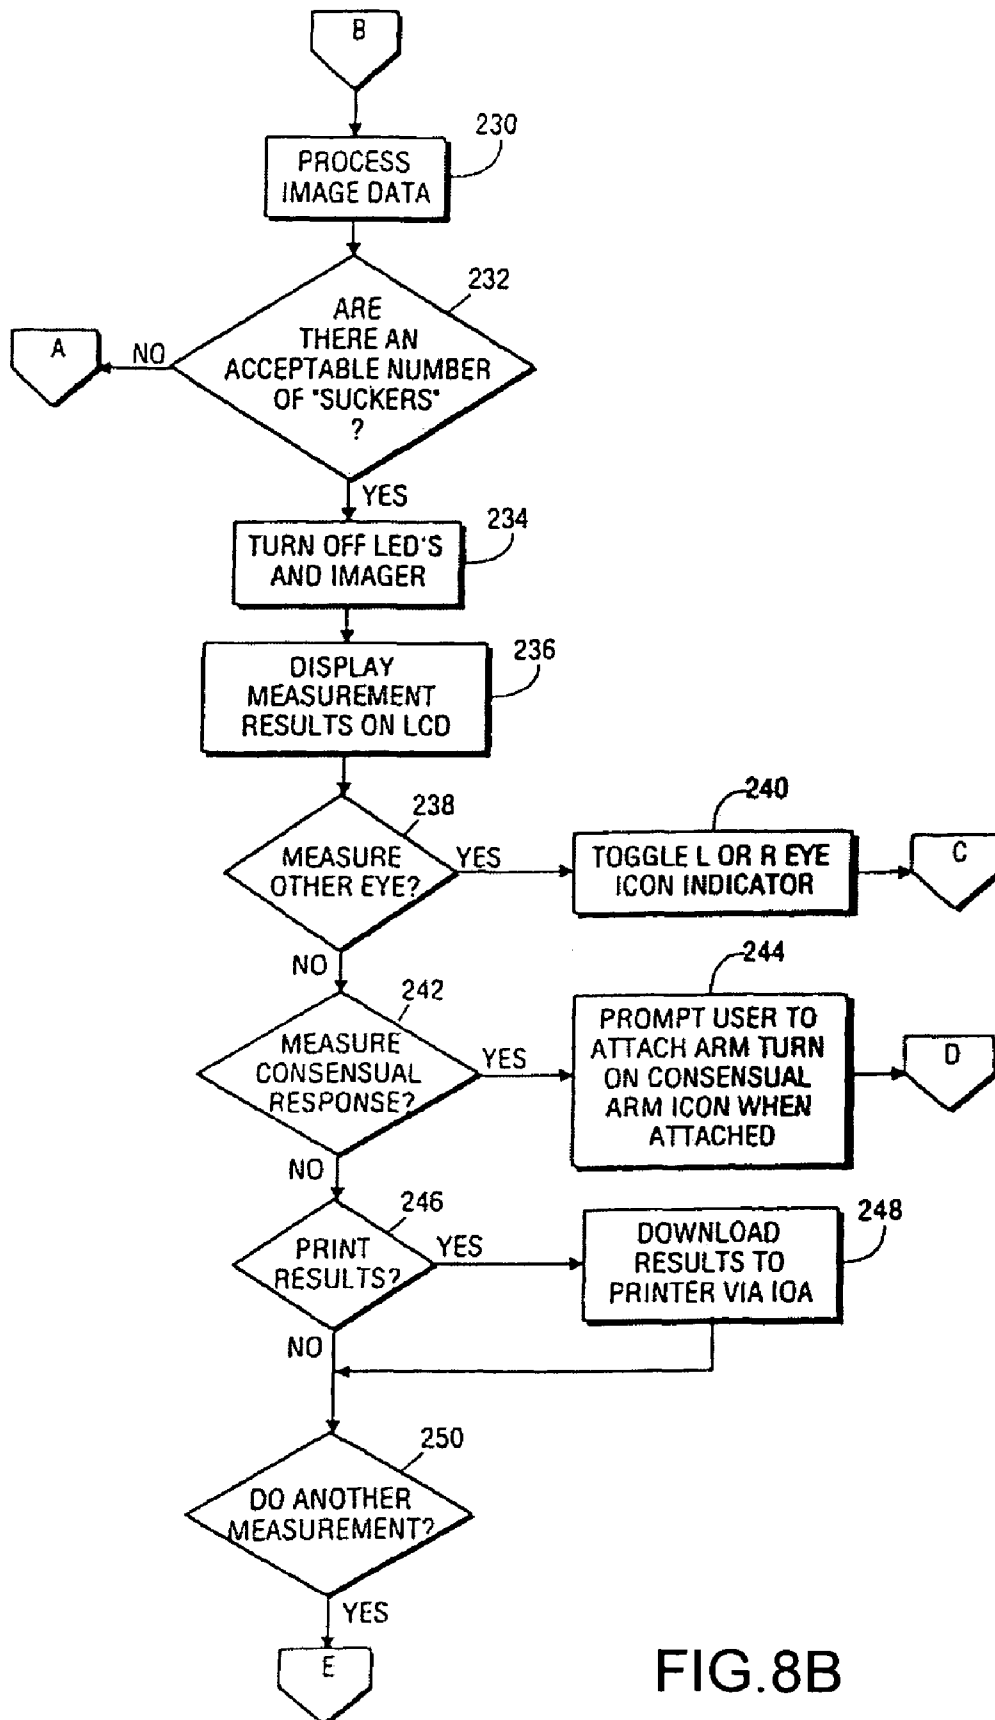 B
230
PROCESS
IMAGE DATA
232
ARE
THERE AN
ACCEPTABLE NUMBER
OF "SUCKERS"
?
A
NO
YES
234
TURN OFF LED'S
AND IMAGER
236
DISPLAY
MEASUREMENT
RESULTS ON LCD
238
MEASURE
OTHER EYE?
YES
240
TOGGLE L OR R EYE
ICON INDICATOR
C
NO
242
MEASURE
CONSENSUAL
RESPONSE?
YES
244
PROMPT USER TO
ATTACH ARM TURN
ON CONSENSUAL
ARM ICON WHEN
ATTACHED
D
NO
246
PRINT
RESULTS?
YES
248
DOWNLOAD
RESULTS TO
PRINTER VIA IOA
NO
250
DO ANOTHER
MEASUREMENT?
YES
E
FIG.8B